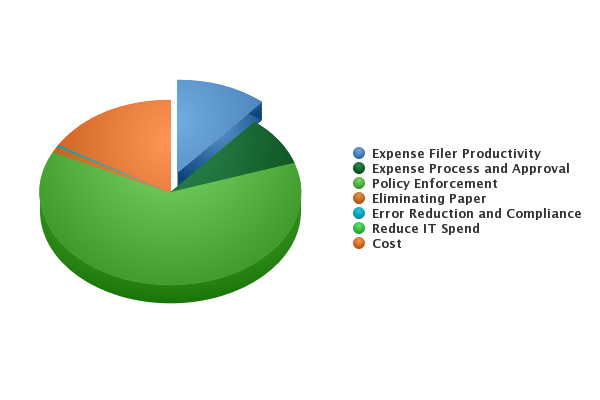 Expense Filer Productivity
Expense Process and Approval
Policy Enforcement
Eliminating Paper
Error Reduction and Compliance
Reduce IT Spend
Cost